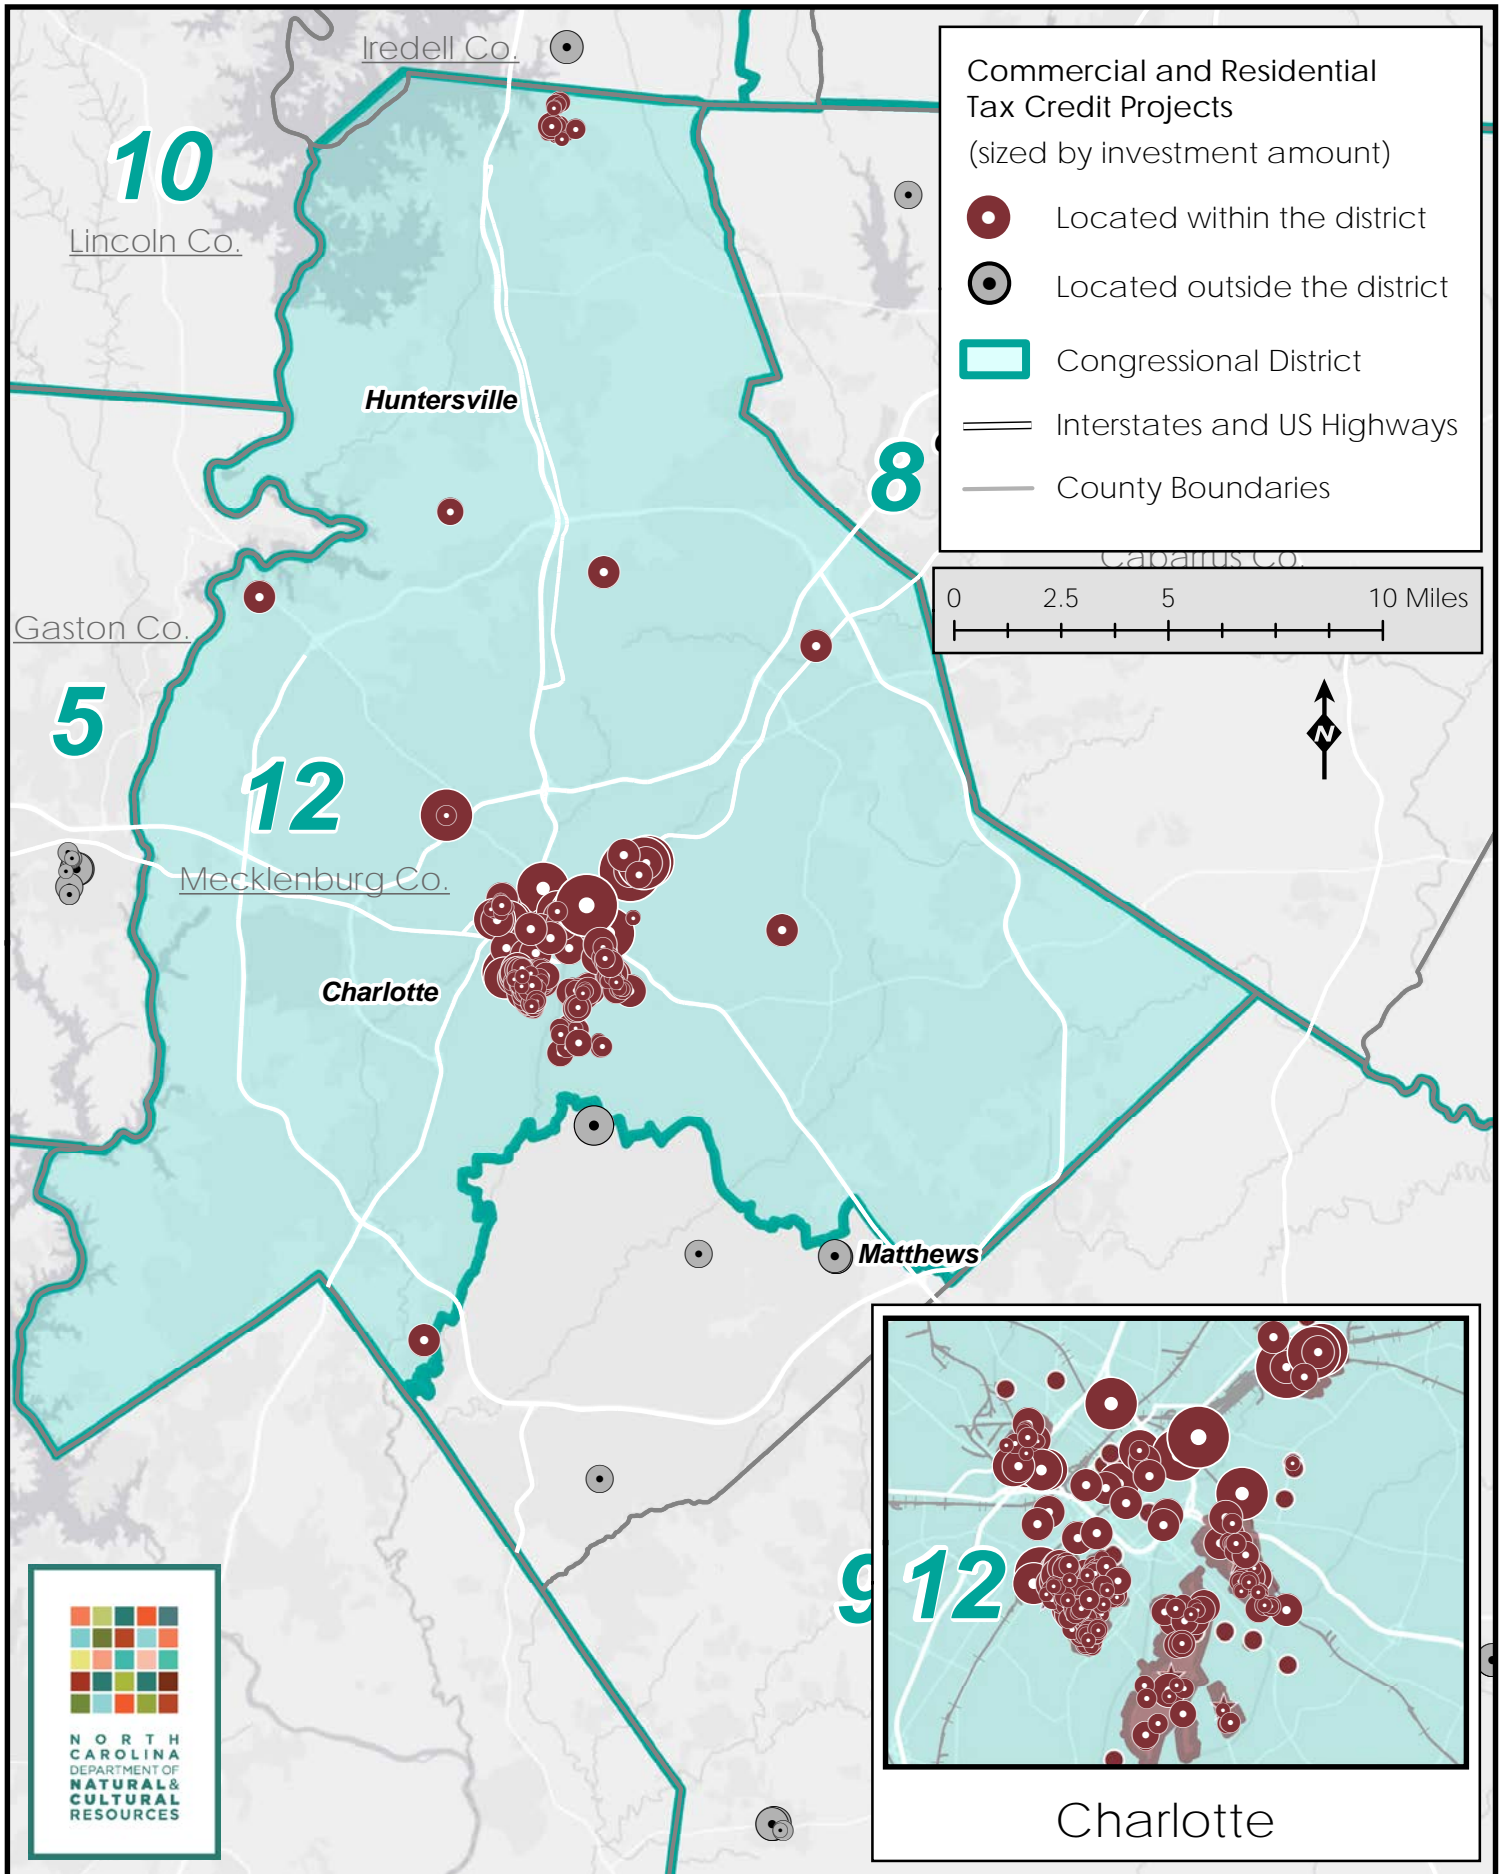 Iredell Co.
10
Lincoln Co.
Commercial and Residential
Tax Credit Projects
(sized by investment amount)
Located within the district
Located outside the district
Congressional District
Interstates and US Highways
County Boundaries
Huntersville
8
Cabarrus Co.
0 2.5 5 10 Miles
Gaston Co.
N
5
12
Mecklenburg Co.
Charlotte
Matthews
9
12
Charlotte
NORTH
CAROLINA
DEPARTMENT OF
NATURAL &
CULTURAL
RESOURCES